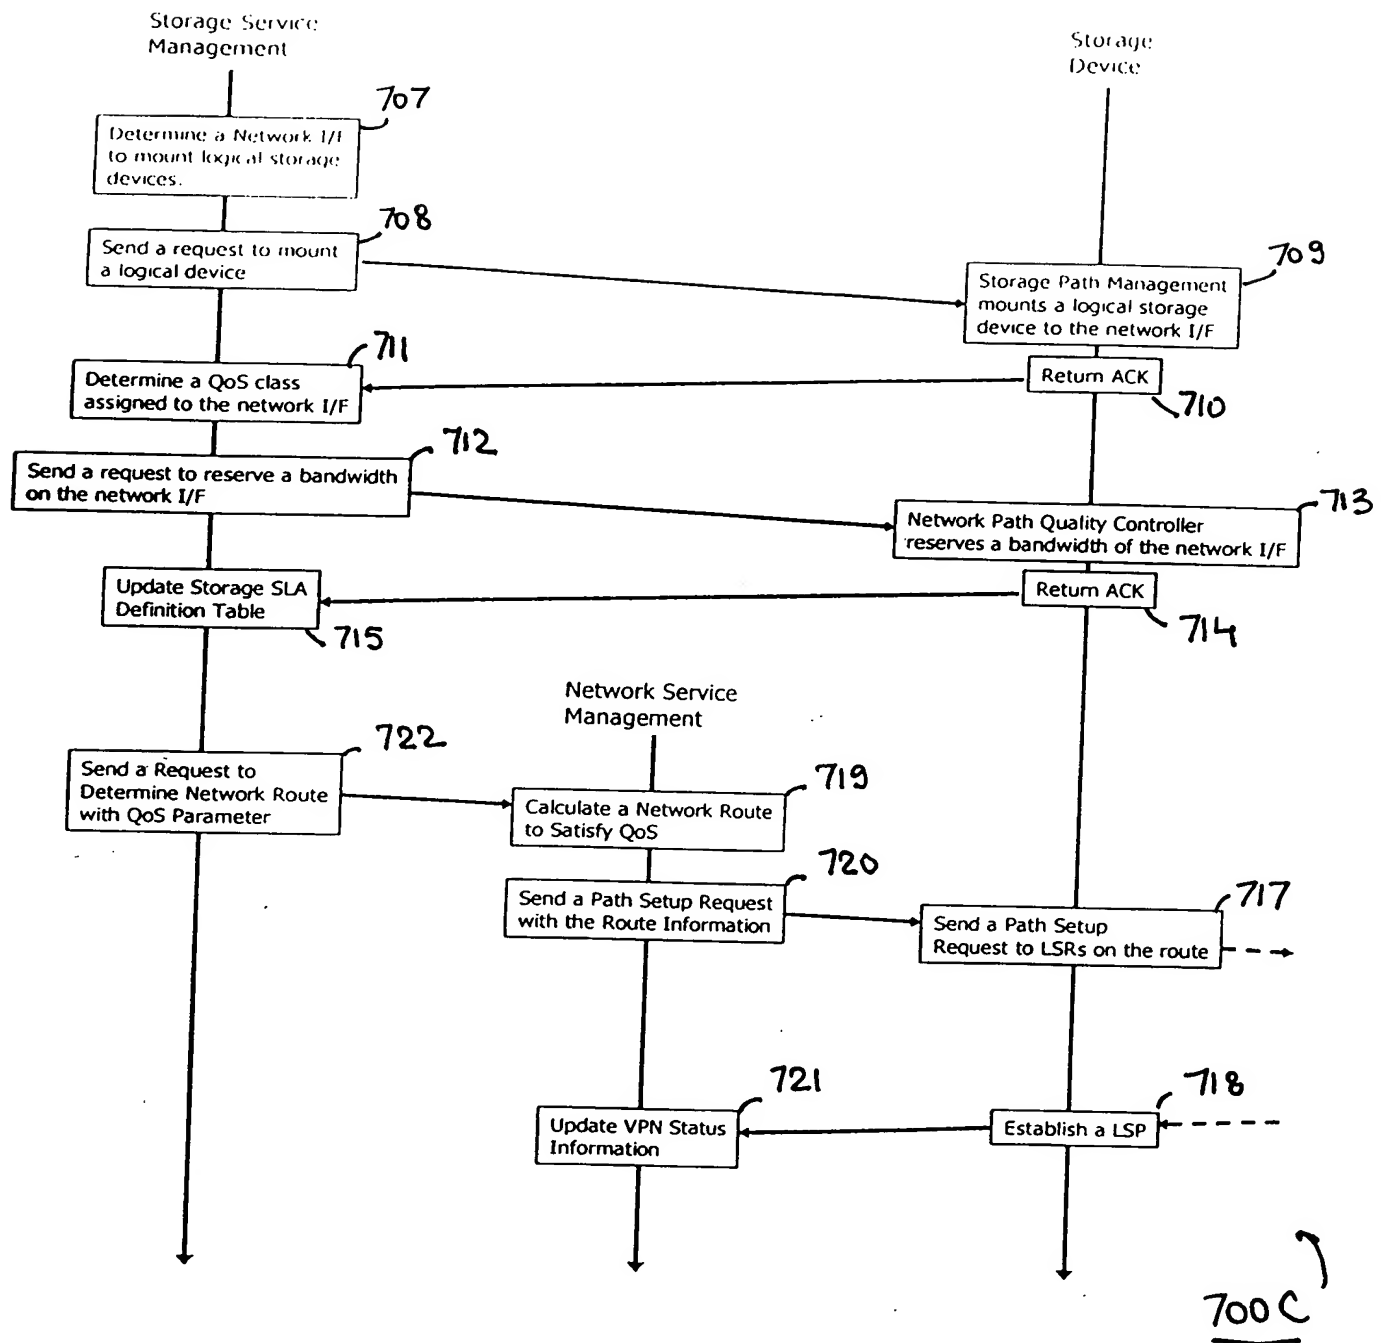 Storage Service
Management
Storage
Device
707
Determine a Network I/F
to mount logical storage
devices.
708
Send a request to mount
a logical device
709
Storage Path Management
mounts a logical storage
device to the network I/F
711
Determine a QoS class
assigned to the network I/F
Return ACK
710
712
Send a request to reserve a bandwidth
on the network I/F
713
Network Path Quality Controller
reserves a bandwidth of the network I/F
Update Storage SLA
Definition Table
715
Return ACK
714
Network Service
Management
722
Send a Request to
Determine Network Route
with QoS Parameter
719
Calculate a Network Route
to Satisfy QoS
720
Send a Path Setup Request
with the Route Information
717
Send a Path Setup
Request to LSRs on the route
721
Update VPN Status
Information
718
Establish a LSP
700C